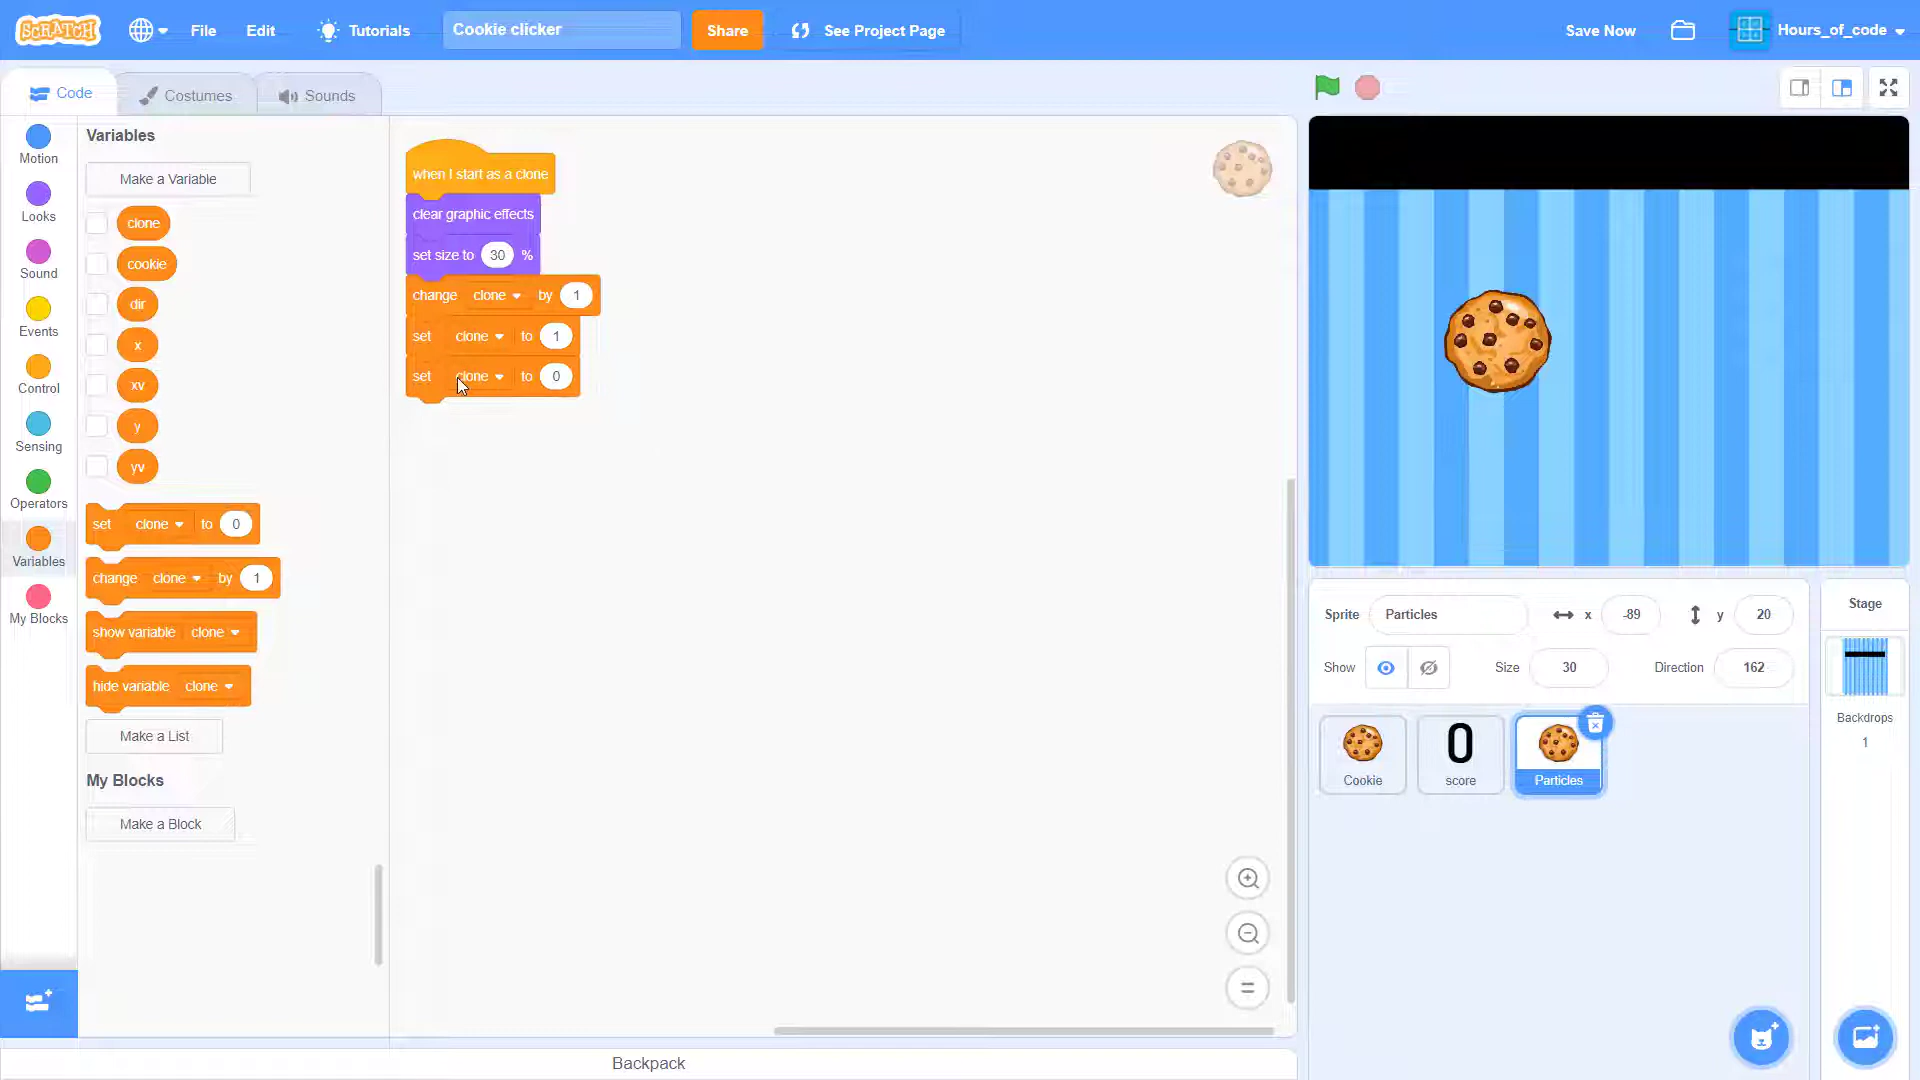 SCRATCH
File
Edit
Tutorials
Cookie clicker
Share
See Project Page
Save Now
Hours_of_code
Code
Costumes
Sounds
Motion
Looks
Sound
Events
Control
Sensing
Operators
Variables
My Blocks
Variables
Make a Variable
clone
cookie
dir
x
xv
y
yv
set clone to 0
change clone by 1
show variable clone
hide variable clone
Make a List
My Blocks
Make a Block
when I start as a clone
clear graphic effects
set size to 30 %
change clone by 1
set clone to 1
set clone to 0
Backpack
Sprite Particles x -89 y 20
Show Size 30 Direction 162
Cookie
0
score
Particles
Stage
Backdrops
1